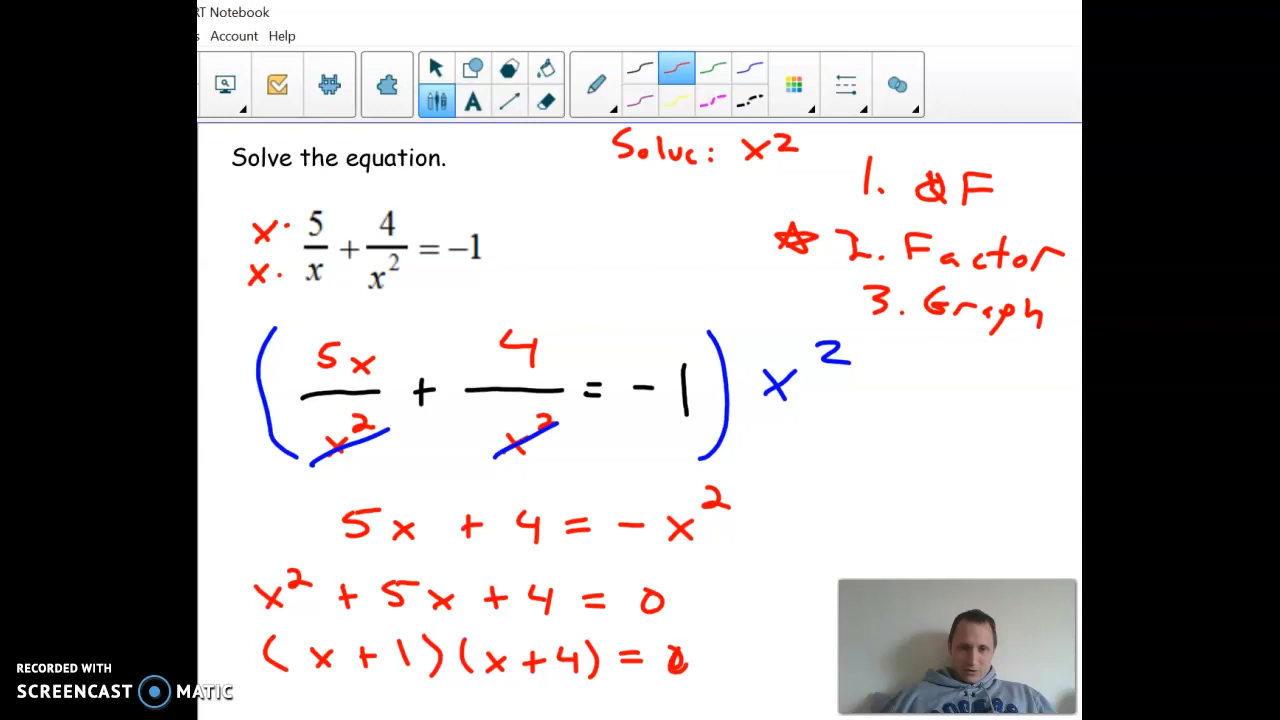 RT Notebook
s Account Help
Solve the equation.
Solve: x²
1. QF
2. Factor
3. Graph
x· 5/x + 4/x² = -1
x·
( 5x/x² + 4/x² = -1 ) x²
5x + 4 = -x²
x² + 5x + 4 = 0
(x+1)(x+4) = 0
RECORDED WITH
SCREENCAST MATIC